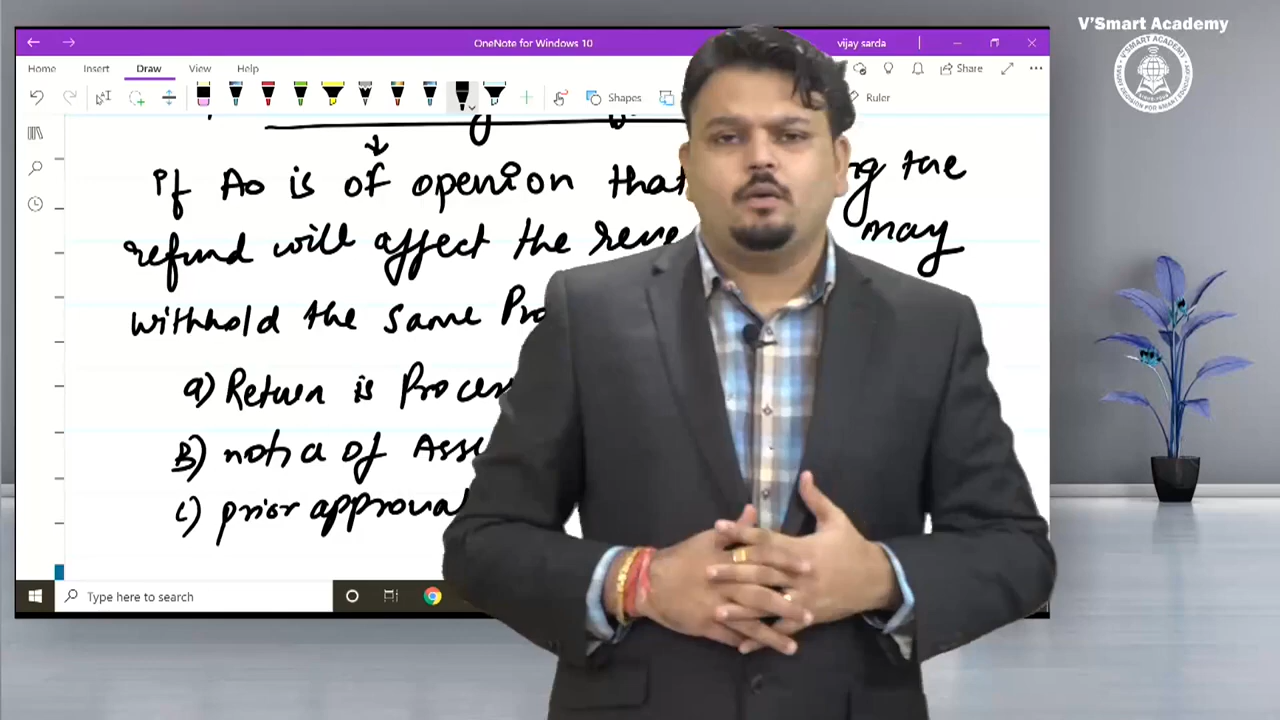 V'Smart Academy
OneNote for Windows 10
vijay sarda
Home Insert Draw View Help
Share
Shapes
Ruler
If Ao is of openion that the
refund will affect the may
withhold the same
a) Return is
B) notice of
c) prior approval
Type here to search